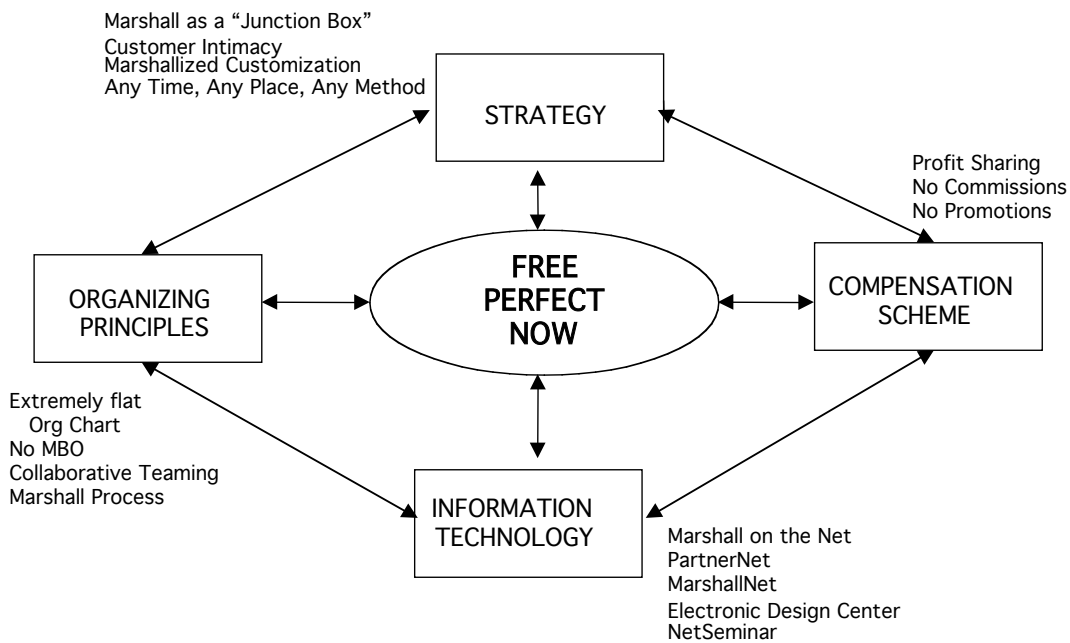 Marshall as a “Junction Box”
Customer Intimacy
Marshallized Customization
Any Time, Any Place, Any Method
STRATEGY
Profit Sharing
No Commissions
No Promotions
ORGANIZING
PRINCIPLES
FREE
PERFECT
NOW
COMPENSATION
SCHEME
Extremely flat
Org Chart
No MBO
Collaborative Teaming
Marshall Process
INFORMATION
TECHNOLOGY
Marshall on the Net
PartnerNet
MarshallNet
Electronic Design Center
NetSeminar